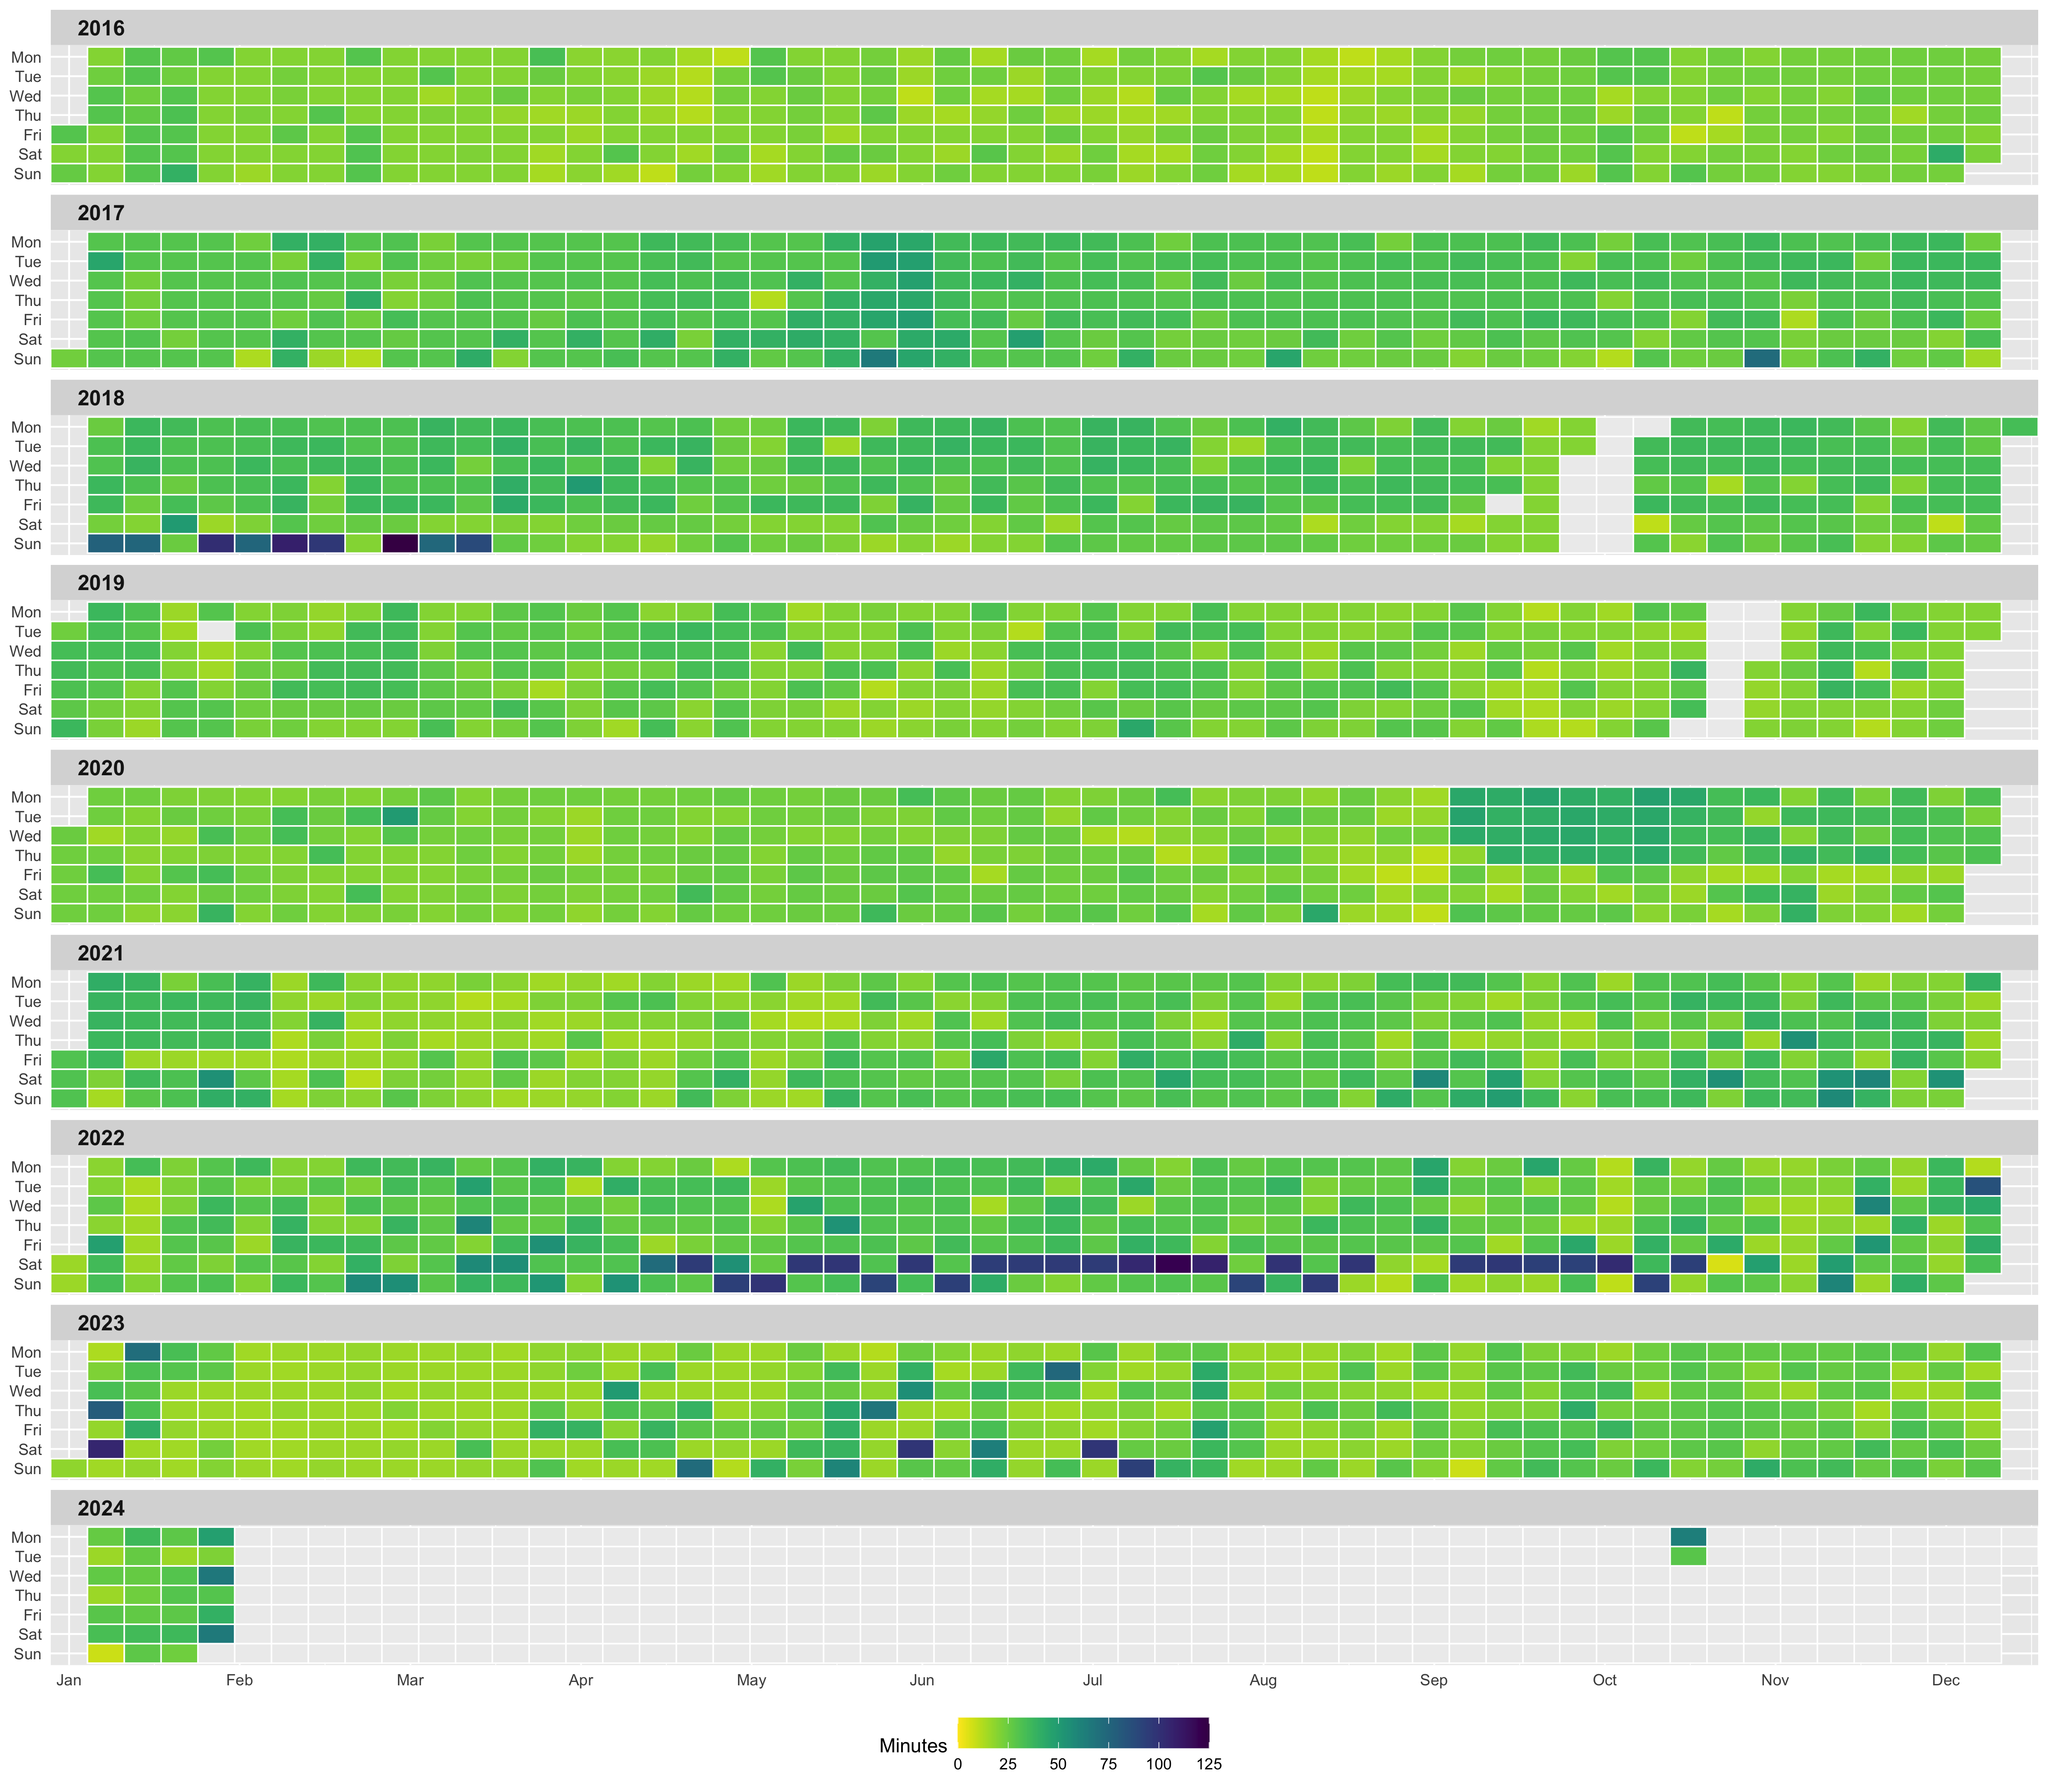 2016
Mon
Tue
Wed
Thu
Fri
Sat
Sun
2017
Mon
Tue
Wed
Thu
Fri
Sat
Sun
2018
Mon
Tue
Wed
Thu
Fri
Sat
Sun
2019
Mon
Tue
Wed
Thu
Fri
Sat
Sun
2020
Mon
Tue
Wed
Thu
Fri
Sat
Sun
2021
Mon
Tue
Wed
Thu
Fri
Sat
Sun
2022
Mon
Tue
Wed
Thu
Fri
Sat
Sun
2023
Mon
Tue
Wed
Thu
Fri
Sat
Sun
2024
Mon
Tue
Wed
Thu
Fri
Sat
Sun
Jan Feb Mar Apr May Jun Jul Aug Sep Oct Nov Dec
Minutes
0 25 50 75 100 125